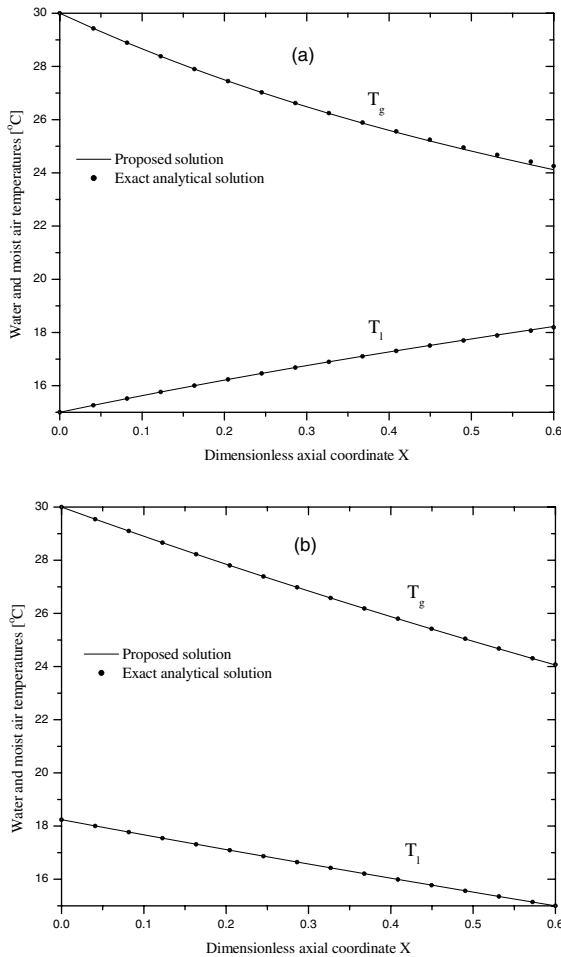 30
(a)
28
T_g
26
Proposed solution
Exact analytical solution
24
22
20
18
T_l
16
0.0 0.1 0.2 0.3 0.4 0.5 0.6
Dimensionless axial coordinate X
Water and moist air temperatures [°C]
30
(b)
28
T_g
26
Proposed solution
Exact analytical solution
24
22
20
18
T_l
16
0.0 0.1 0.2 0.3 0.4 0.5 0.6
Dimensionless axial coordinate X
Water and moist air temperatures [°C]